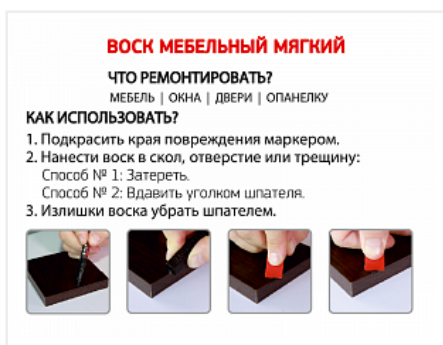 ВОСК МЕБЕЛЬНЫЙ МЯГКИЙ
ЧТО РЕМОНТИРОВАТЬ?
МЕБЕЛЬ | ОКНА | ДВЕРИ | ОПАНЕЛКУ
КАК ИСПОЛЬЗОВАТЬ?
1. Подкрасить края повреждения маркером.
2. Нанести воск в скол, отверстие или трещину:
Способ № 1: Затереть.
Способ № 2: Вдавить уголком шпателя.
3. Излишки воска убрать шпателем.